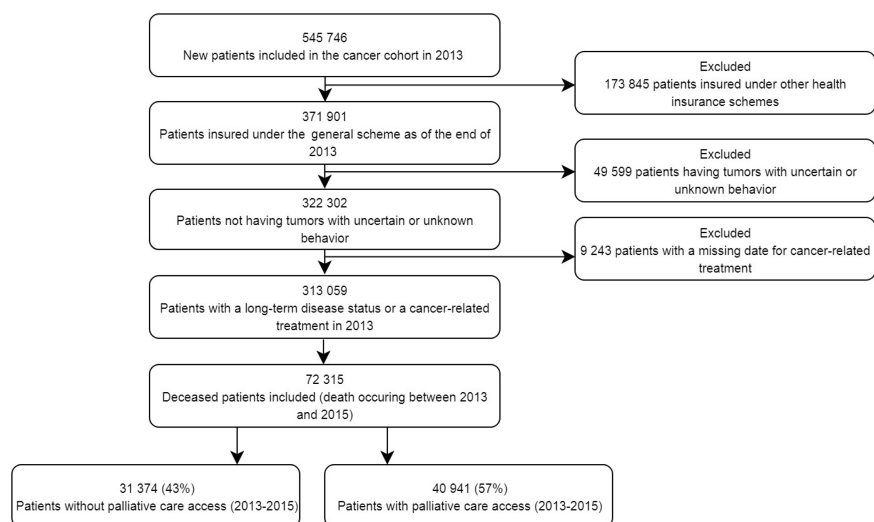 545 746
New patients included in the cancer cohort in 2013
Excluded
173 845 patients insured under other health
insurance schemes
371 901
Patients insured under the general scheme as of the end of
2013
Excluded
49 599 patients having tumors with uncertain or
unknown behavior
322 302
Patients not having tumors with uncertain or unknown
behavior
Excluded
9 243 patients with a missing date for cancer-related
treatment
313 059
Patients with a long-term disease status or a cancer-related
treatment in 2013
72 315
Deceased patients included (death occuring between 2013
and 2015)
31 374 (43%)
Patients without palliative care access (2013-2015)
40 941 (57%)
Patients with palliative care access (2013-2015)